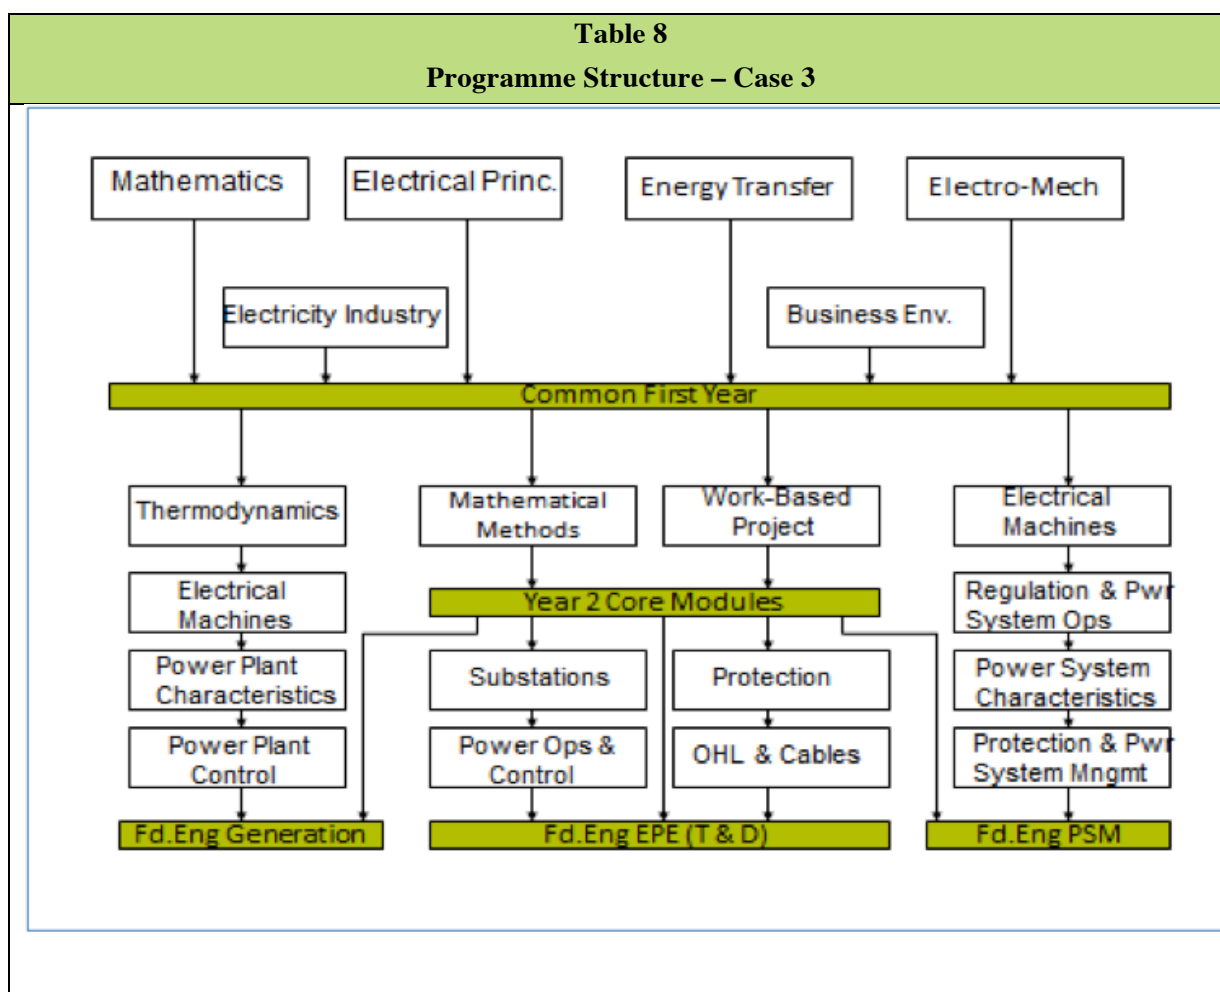 Table 8
Programme Structure – Case 3
Mathematics
Electrical Princ.
Energy Transfer
Electro-Mech
Electricity Industry
Business Env.
Common First Year
Thermodynamics
Mathematical
Methods
Work-Based
Project
Electrical
Machines
Year 2 Core Modules
Electrical
Machines
Regulation & Pwr
System Ops
Power Plant
Characteristics
Substations
Protection
Power System
Characteristics
Power Plant
Control
Power Ops &
Control
OHL & Cables
Protection & Pwr
System Mngmt
Fd.Eng Generation
Fd.Eng EPE (T & D)
Fd.Eng PSM